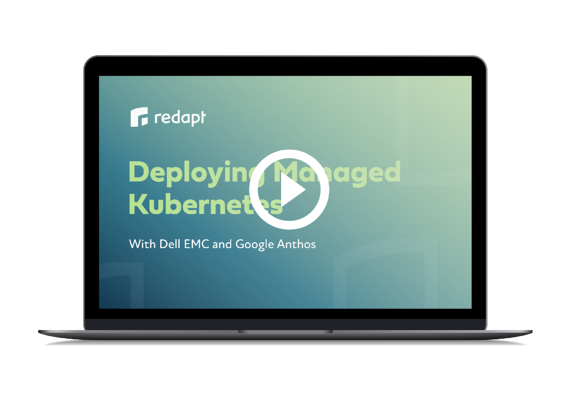 redapt
Deploying Managed
Kubernetes
With Dell EMC and Google Anthos